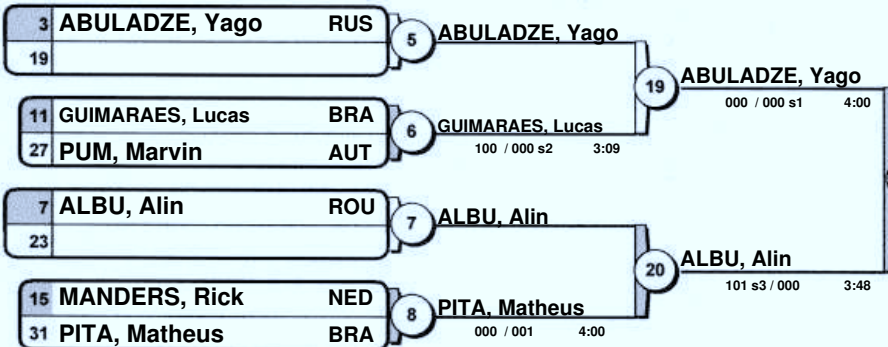 3 ABULADZE, Yago RUS
19
5 ABULADZE, Yago
11 GUIMARAES, Lucas BRA
27 PUM, Marvin AUT
6 GUIMARAES, Lucas
100 / 000 s2 3:09
19 ABULADZE, Yago
000 / 000 s1 4:00
7 ALBU, Alin ROU
23
7 ALBU, Alin
15 MANDERS, Rick NED
31 PITA, Matheus BRA
8 PITA, Matheus
000 / 001 4:00
20 ALBU, Alin
101 s3 / 000 3:48